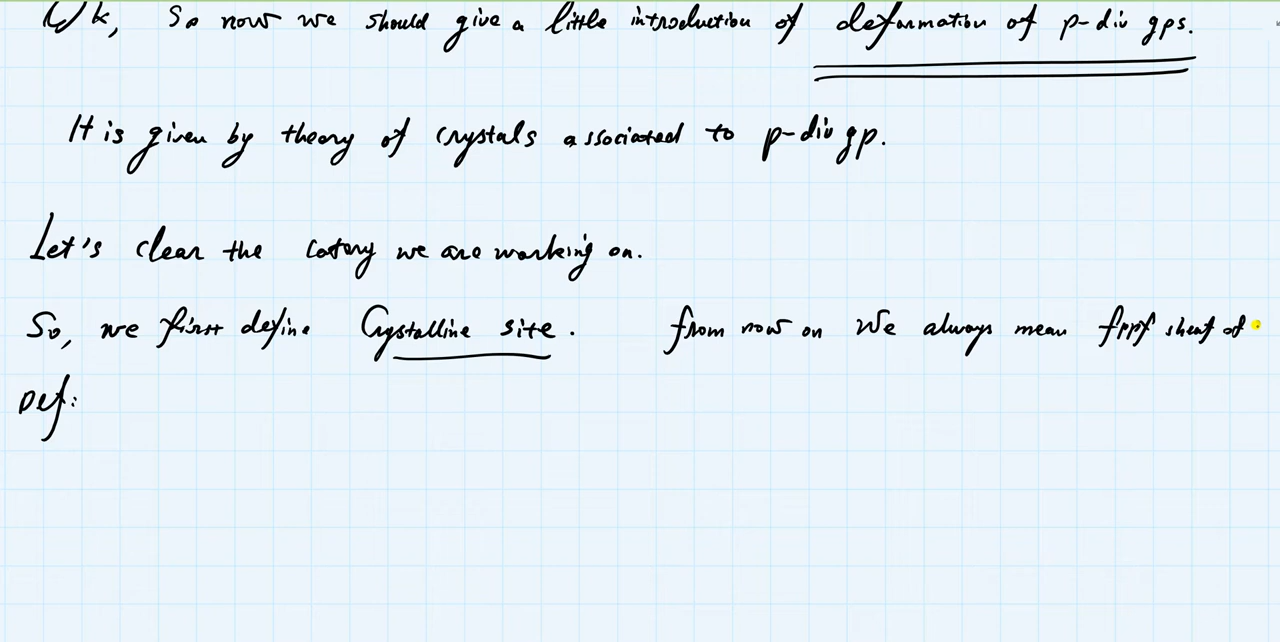 Ok, So now we should give a little introduction of deformation of p-div gps.
It is given by theory of crystals associated to p-div gp.
Let's clear the catory we are working on.
So, we first define Crystalline site. from now on We always mean fppf sheaf of
Def: